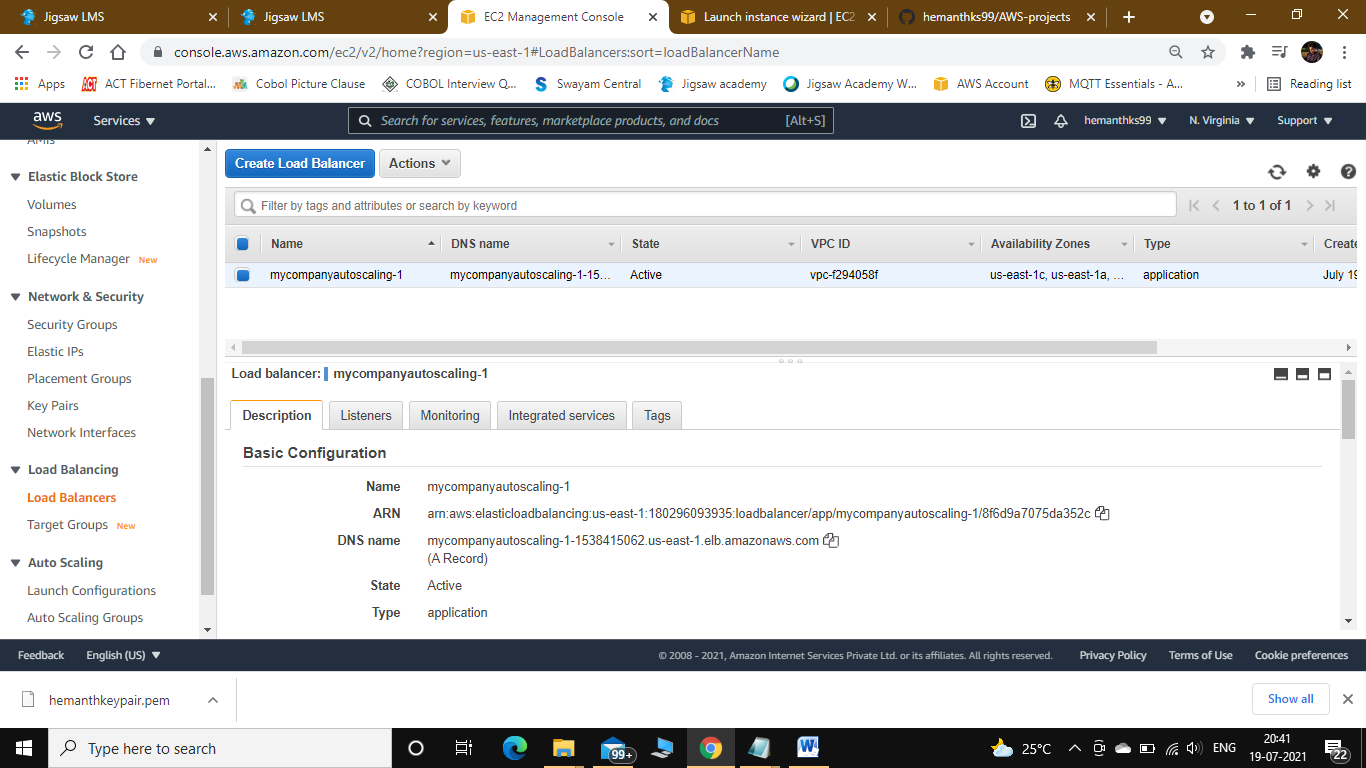 Jigsaw LMS
Jigsaw LMS
EC2 Management Console
Launch instance wizard | EC2
hemanthks99/AWS-projects
console.aws.amazon.com/ec2/v2/home?region=us-east-1#LoadBalancers:sort=loadBalancerName
Apps
ACT Fibernet Portal...
Cobol Picture Clause
COBOL Interview Q...
Swayam Central
Jigsaw academy
Jigsaw Academy W...
AWS Account
MQTT Essentials - A...
»
Reading list
aws
Services
Search for services, features, marketplace products, and docs
[Alt+S]
hemanthks99
N. Virginia
Support
AMIs
Elastic Block Store
Volumes
Snapshots
Lifecycle Manager New
Network & Security
Security Groups
Elastic IPs
Placement Groups
Key Pairs
Network Interfaces
Load Balancing
Load Balancers
Target Groups New
Auto Scaling
Launch Configurations
Auto Scaling Groups
Create Load Balancer
Actions
Filter by tags and attributes or search by keyword
1 to 1 of 1
Name DNS name State VPC ID Availability Zones Type Create
mycompanyautoscaling-1 mycompanyautoscaling-1-15... Active vpc-f294058f us-east-1c, us-east-1a, ... application July 19
Load balancer: mycompanyautoscaling-1
Description Listeners Monitoring Integrated services Tags
Basic Configuration
Name mycompanyautoscaling-1
ARN arn:aws:elasticloadbalancing:us-east-1:180296093935:loadbalancer/app/mycompanyautoscaling-1/8f6d9a7075da352c
DNS name mycompanyautoscaling-1-1538415062.us-east-1.elb.amazonaws.com
(A Record)
State Active
Type application
Feedback
English (US)
© 2008 - 2021, Amazon Internet Services Private Ltd. or its affiliates. All rights reserved.
Privacy Policy
Terms of Use
Cookie preferences
hemanthkeypair.pem
Show all
Type here to search
99+
25°C
ENG
20:41
19-07-2021
22